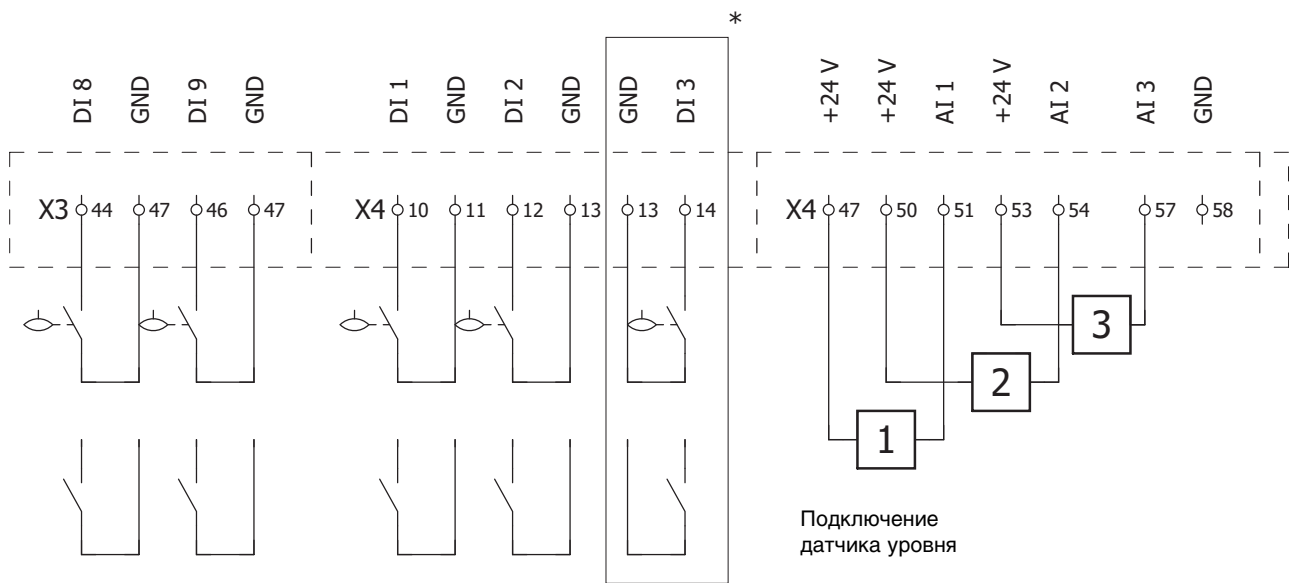 *
DI 8 GND DI 9 GND DI 1 GND DI 2 GND GND DI 3 +24 V +24 V AI 1 +24 V AI 2 AI 3 GND
X3 44 47 46 47 X4 10 11 12 13 13 14 X4 47 50 51 53 54 57 58
3
2
1
Подключение
датчика уровня